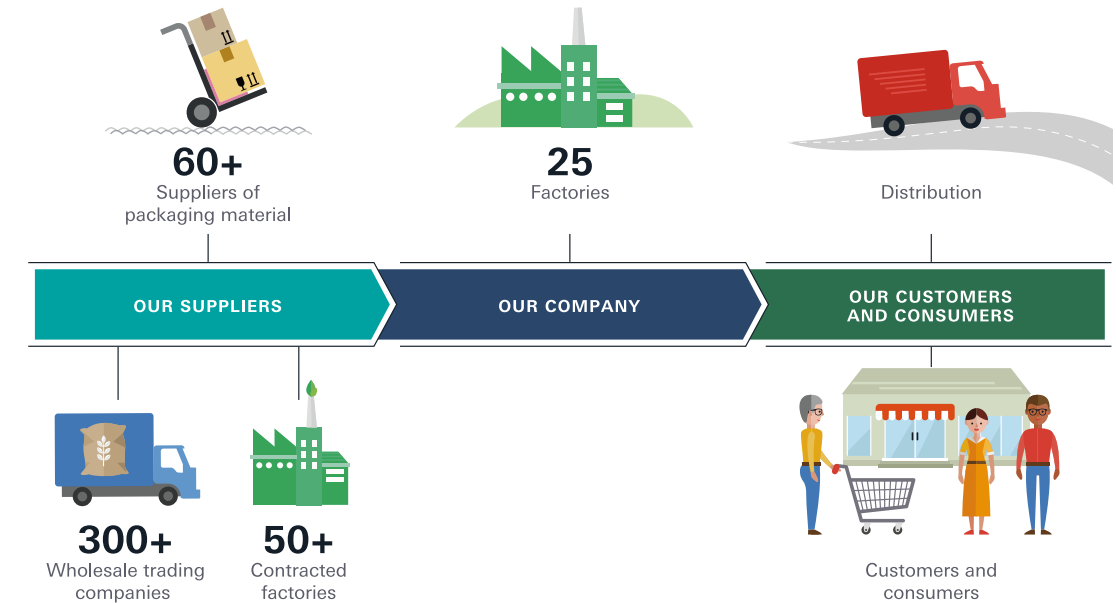 60+
Suppliers of
packaging material
25
Factories
Distribution
OUR SUPPLIERS
OUR COMPANY
OUR CUSTOMERS
AND CONSUMERS
300+
Wholesale trading
companies
50+
Contracted
factories
Customers and
consumers